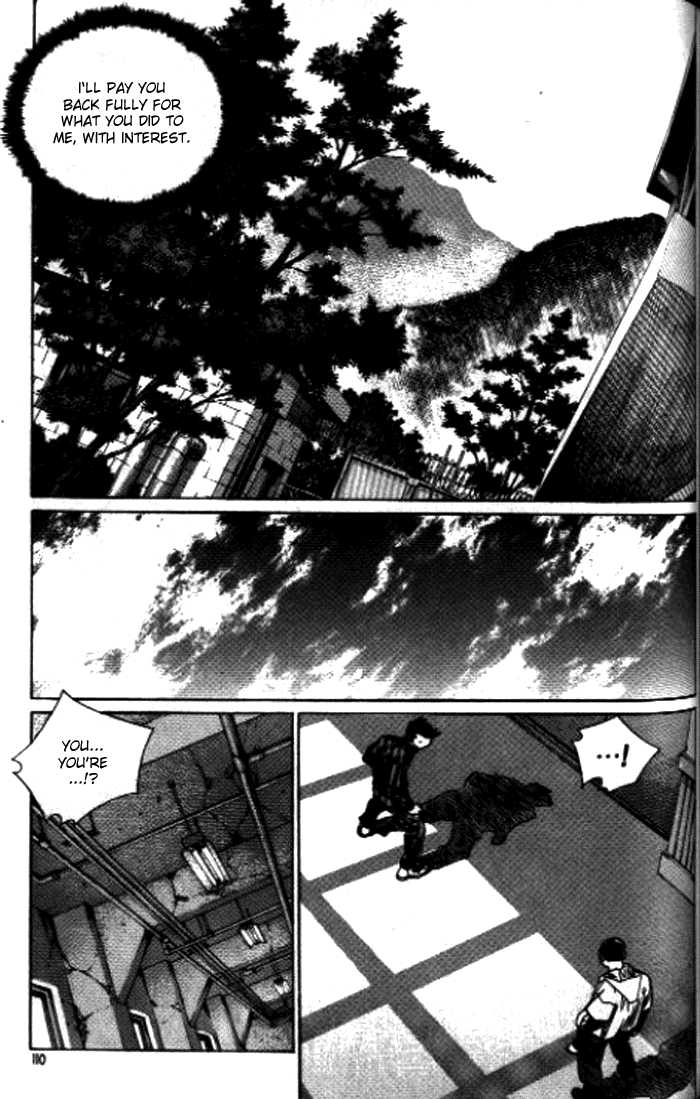 I'LL PAY YOU
BACK FULLY FOR
WHAT YOU DID TO
ME, WITH INTEREST.
YOU...
YOU'RE
...!?
...!
110